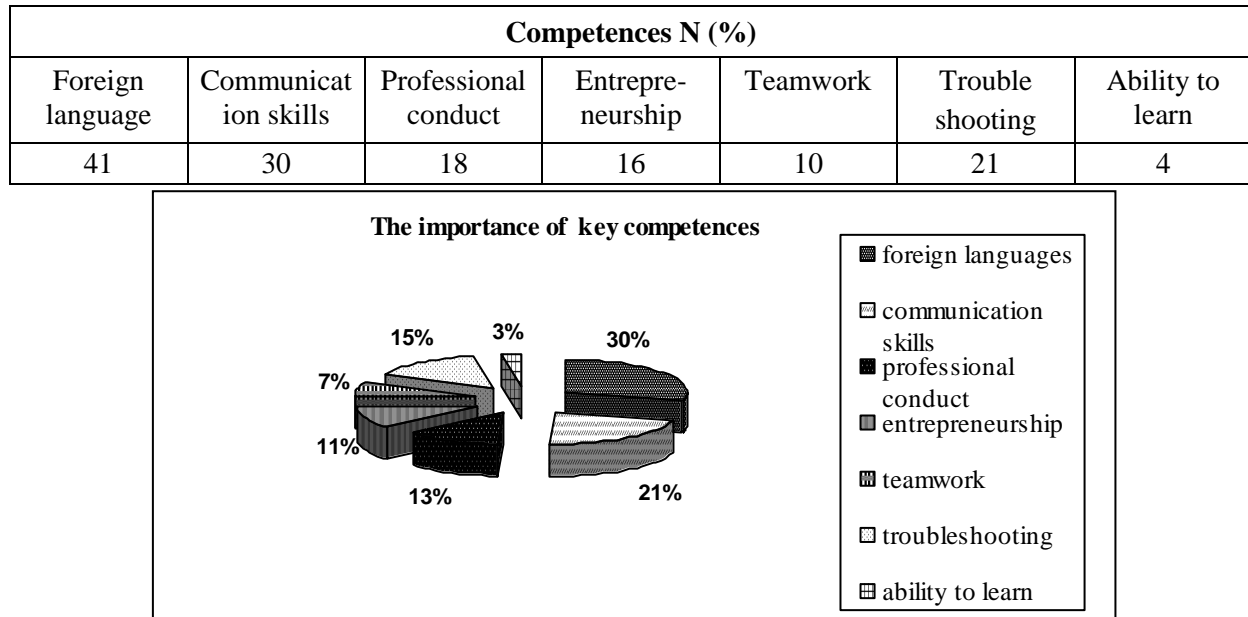 Competences N (%)
Foreign language
Communicat ion skills
Professional conduct
Entrepre- neurship
Teamwork
Trouble shooting
Ability to learn
41 30 18 16 10 21 4
The importance of key competences
15%
3%
30%
7%
11%
13%
21%
foreign languages
communication
skills
professional
conduct
entrepreneurship
teamwork
troubleshooting
ability to learn